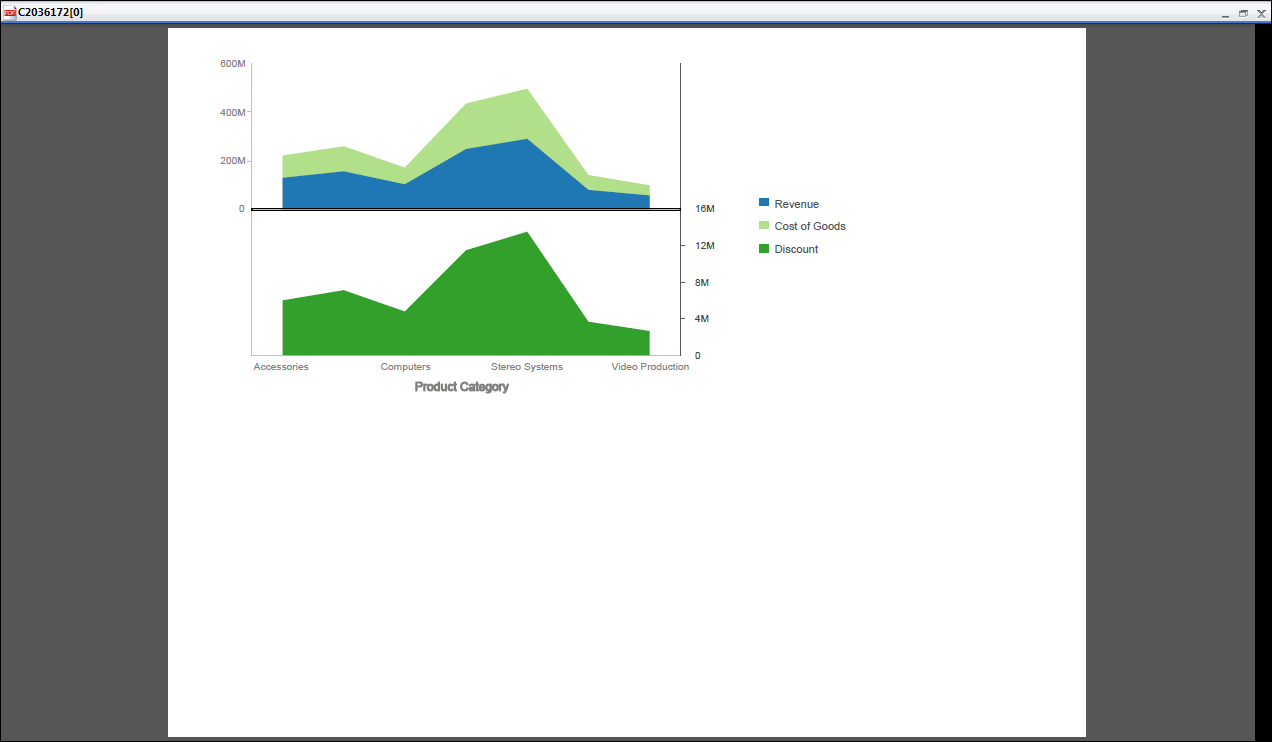 PDF C2036172[0]
600M
400M
200M
0
16M
12M
8M
4M
0
Accessories Computers Stereo Systems Video Production
Product Category
Revenue
Cost of Goods
Discount